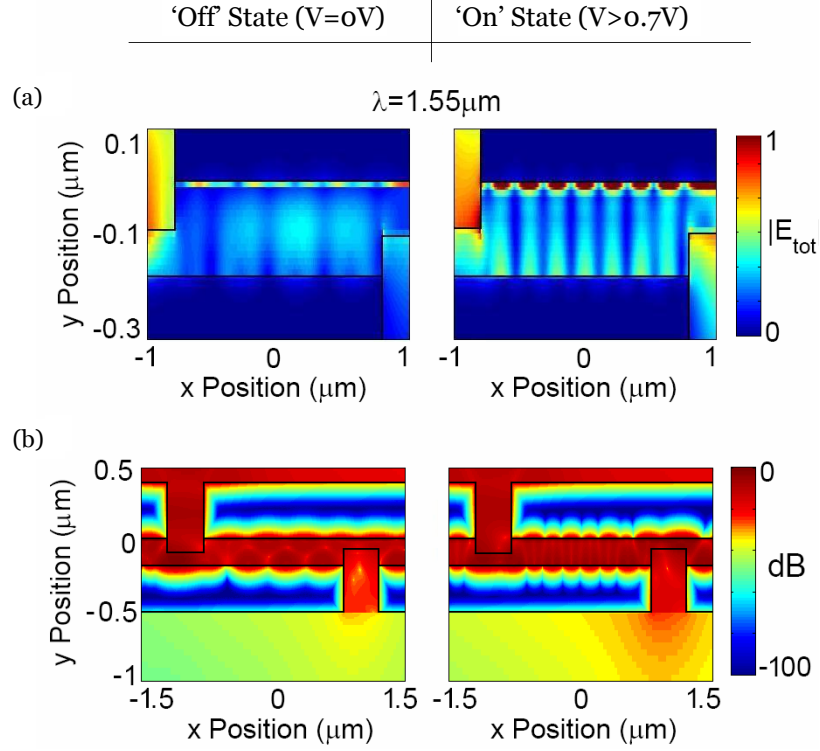 ‘Off’ State (V=0V) ‘On’ State (V>0.7V)
(a)
λ=1.55μm
0.1
-0.1
-0.3
y Position (μm)
-1 0 1
x Position (μm)
-1 0 1
x Position (μm)
1
|E_tot|
0
(b)
0.5
0
-0.5
-1
y Position (μm)
-1.5 0 1.5
x Position (μm)
-1.5 0 1.5
x Position (μm)
0
dB
-100